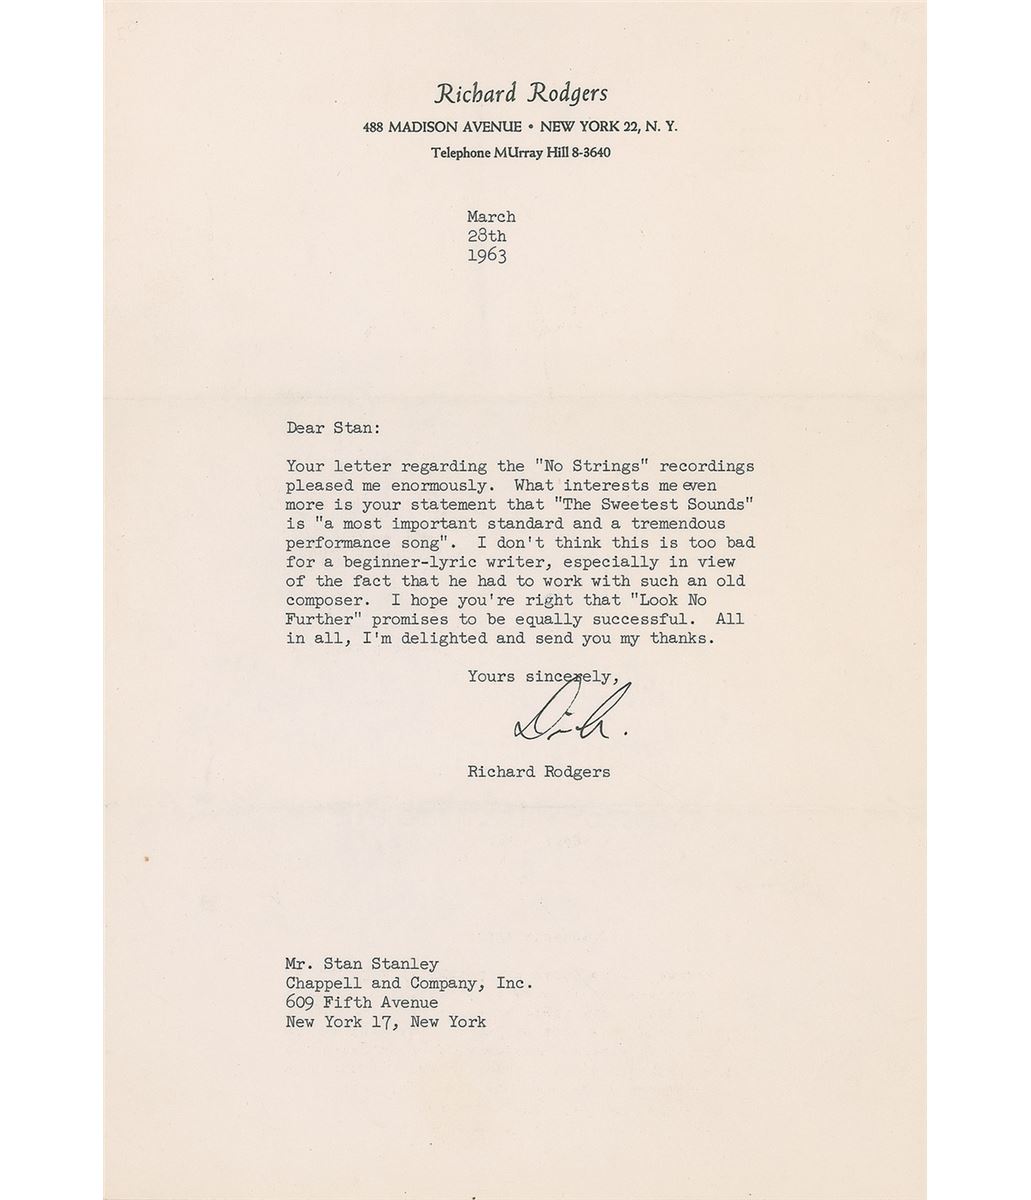 Richard Rodgers
488 MADISON AVENUE • NEW YORK 22, N. Y.
Telephone MUrray Hill 8-3640
March
28th
1963
Dear Stan:
Your letter regarding the "No Strings" recordings
pleased me enormously. What interests me even
more is your statement that "The Sweetest Sounds"
is "a most important standard and a tremendous
performance song". I don't think this is too bad
for a beginner-lyric writer, especially in view
of the fact that he had to work with such an old
composer. I hope you're right that "Look No
Further" promises to be equally successful. All
in all, I'm delighted and send you my thanks.
Yours sincerely,
Dick.
Richard Rodgers
Mr. Stan Stanley
Chappell and Company, Inc.
609 Fifth Avenue
New York 17, New York